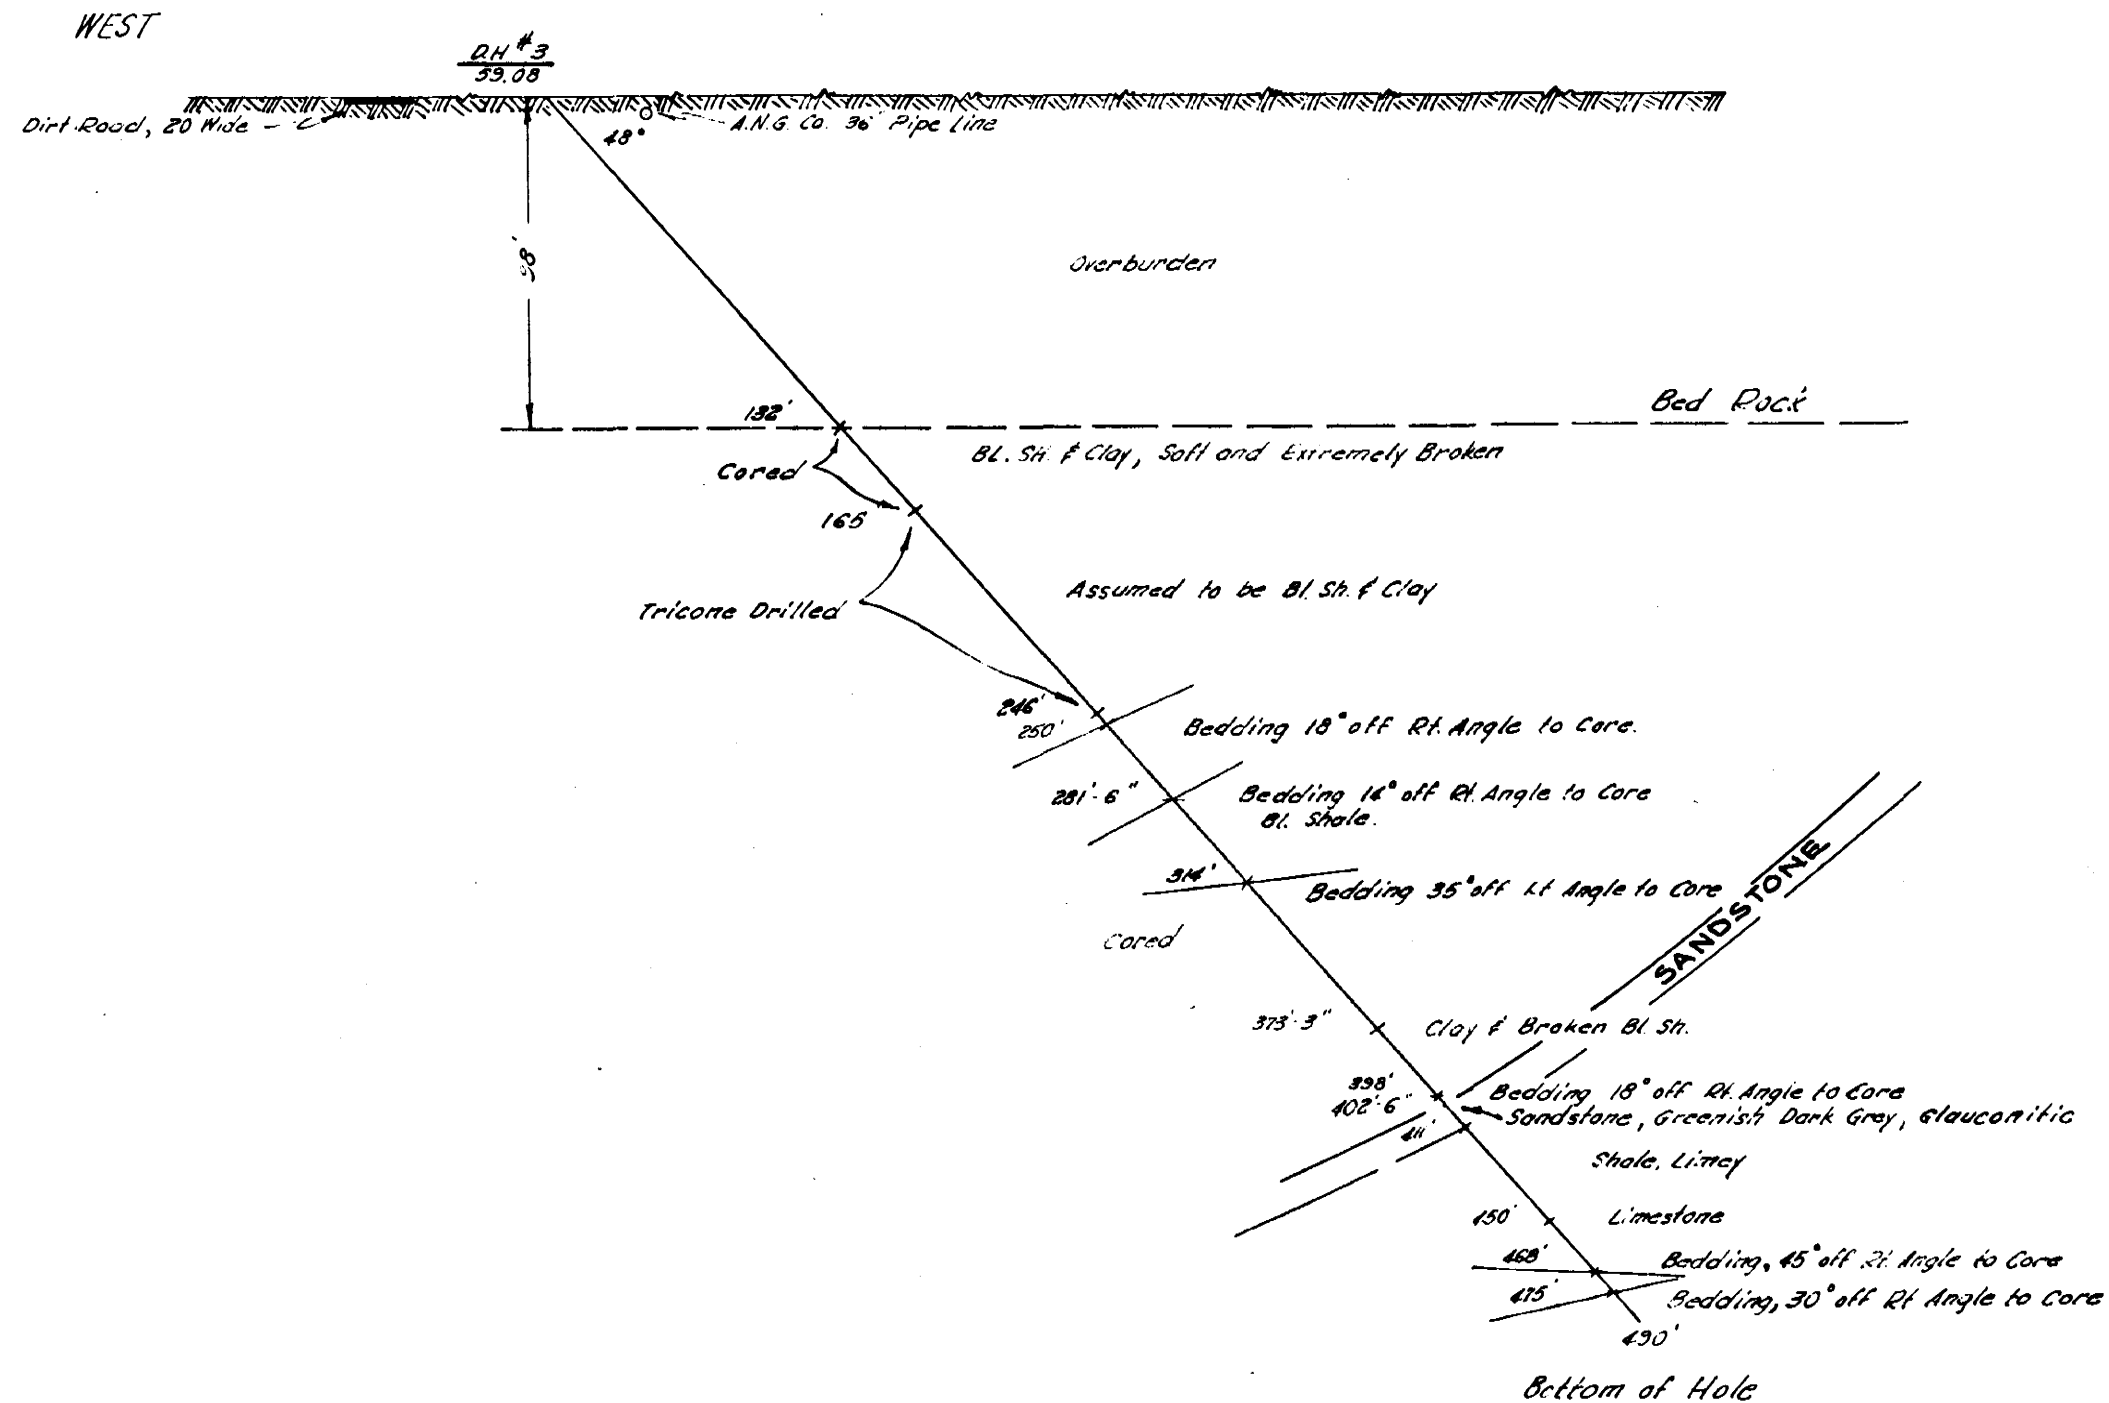 WEST
D.H #3
59.08
Dirt Road, 20 Wide
48°
A.N.G. Co. 36" Pipe Line
98'
Overburden
Bed Rock
132'
BL. SH. & Clay, Soft and Extremely Broken
Cored
165
Assumed to be Bl. Sh. & Clay
Tricone Drilled
246'
250'
Bedding 18° off Rt. Angle to Core.
281'-6"
Bedding 14° off Rt. Angle to Core
Bl. Shale.
314'
Bedding 35° off Rt Angle to Core
SANDSTONE
Cored
373'-3"
Clay & Broken Bl. Sh.
398'
402'-6"
Bedding 18° off Rt. Angle to Core
Sandstone, Greenish Dark Grey, Glauconitic
411'
Shale, Limey
450'
Limestone
468'
Bedding, 45° off Rt. Angle to Core
475'
Bedding, 30° off Rt Angle to Core
490'
Bottom of Hole